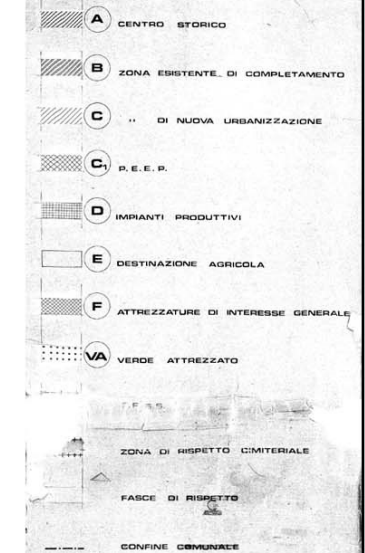 A CENTRO STORICO
B ZONA ESISTENTE DI COMPLETAMENTO
C " DI NUOVA URBANIZZAZIONE
C1 P.E.E.P.
D IMPIANTI PRODUTTIVI
E DESTINAZIONE AGRICOLA
F ATTREZZATURE DI INTERESSE GENERALE
VA VERDE ATTREZZATO
ZONA DI RISPETTO CIMITERIALE
FASCE DI RISPETTO
CONFINE COMUNALE